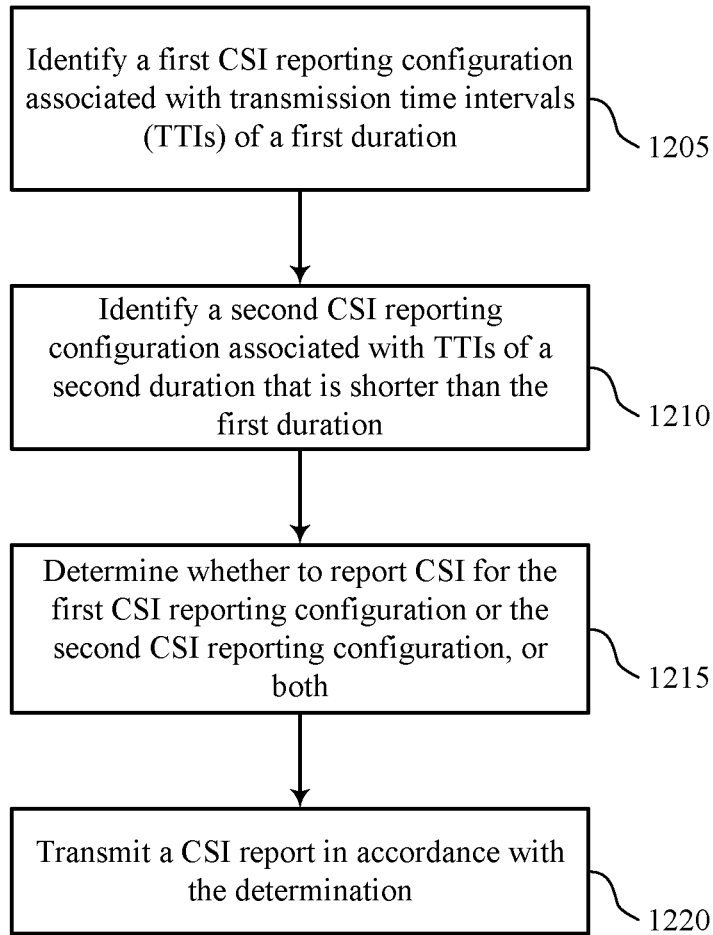 Identify a first CSI reporting configuration
associated with transmission time intervals
(TTIs) of a first duration
1205
Identify a second CSI reporting
configuration associated with TTIs of a
second duration that is shorter than the
first duration
1210
Determine whether to report CSI for the
first CSI reporting configuration or the
second CSI reporting configuration, or
both
1215
Transmit a CSI report in accordance with
the determination
1220